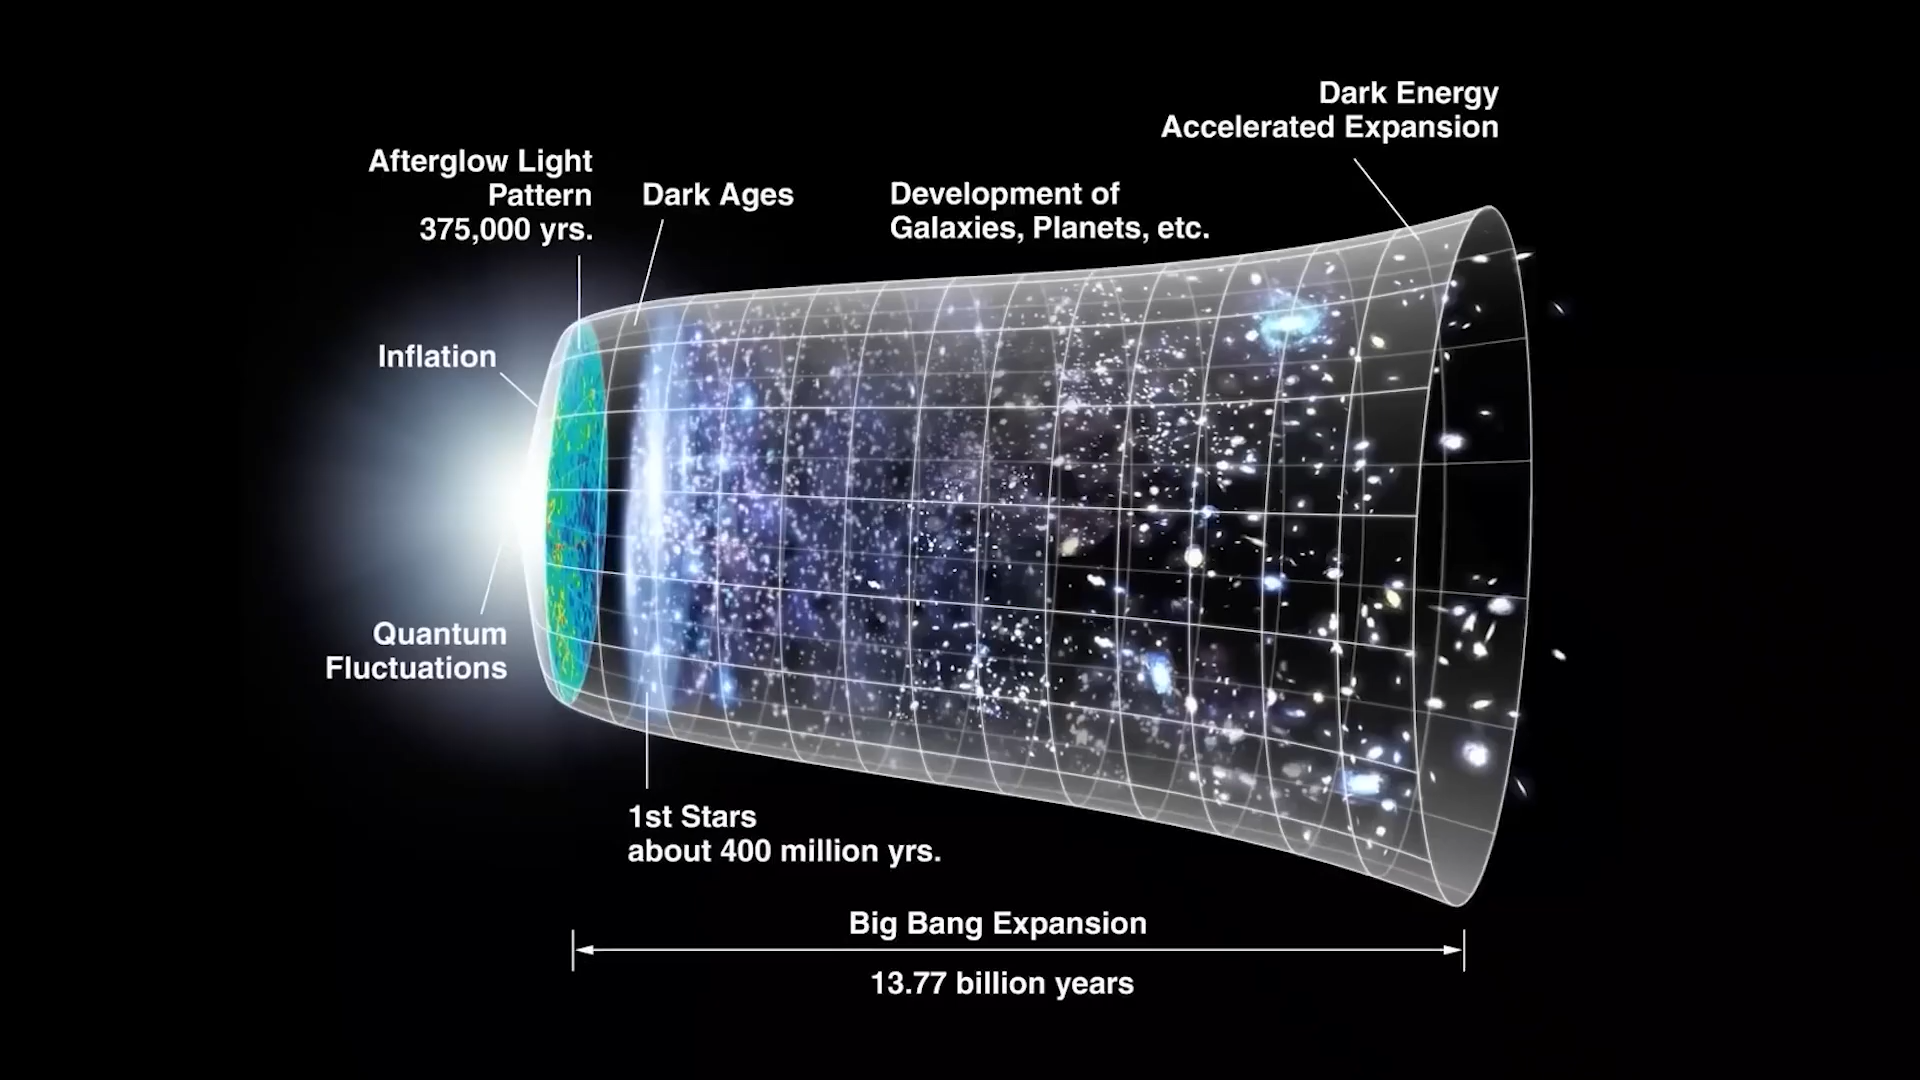 Dark Energy
Accelerated Expansion
Afterglow Light
Pattern
375,000 yrs.
Dark Ages
Development of
Galaxies, Planets, etc.
Inflation
Quantum
Fluctuations
1st Stars
about 400 million yrs.
Big Bang Expansion
13.77 billion years